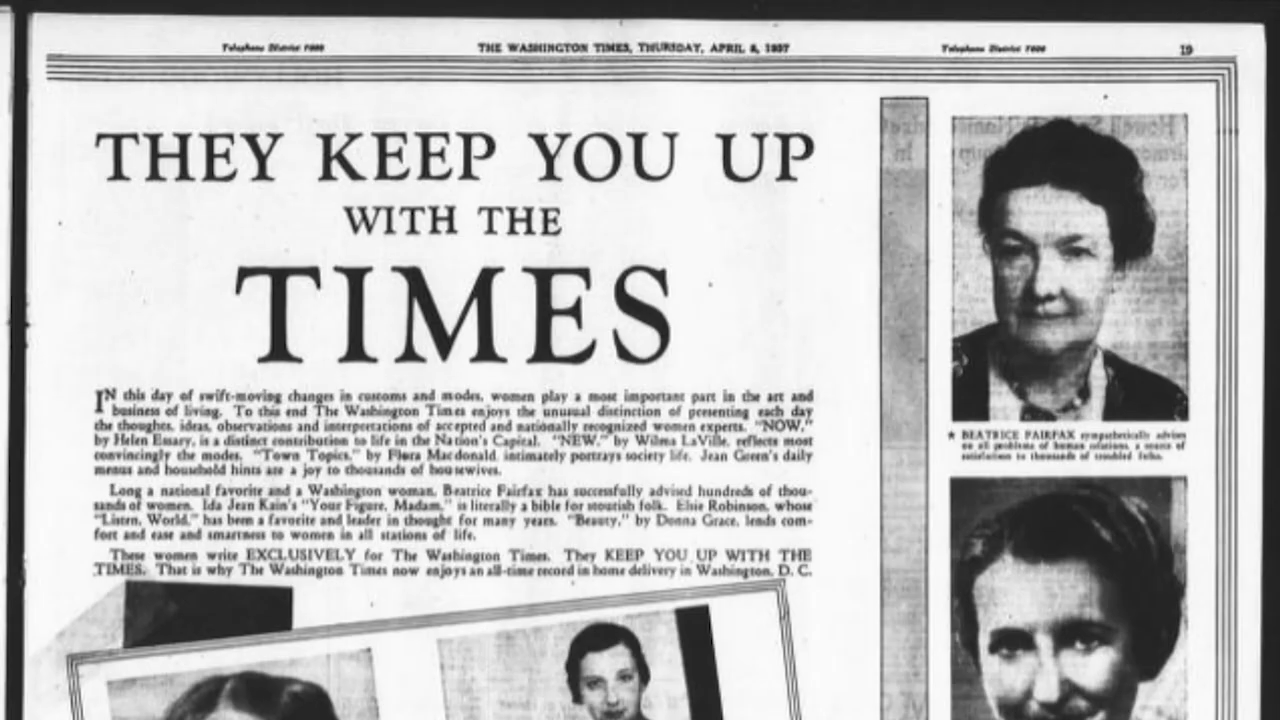 Telephone District 7000
THE WASHINGTON TIMES, THURSDAY, APRIL 8, 1937
Telephone District 7000
19
THEY KEEP YOU UP
WITH THE
TIMES
IN this day of swift-moving changes in customs and modes, women play a most important part in the art and
business of living. To this end The Washington Times enjoys the unusual distinction of presenting each day
the thoughts, ideas, observations and interpretations of accepted and nationally recognized women experts. "NOW,"
by Helen Essary, is a distinct contribution to life in the Nation's Capital. "NEW," by Wilma LaVille, reflects most
convincingly the modes. "Town Topics," by Flora Macdonald, intimately portrays society life. Jean Green's daily
menus and household hints are a joy to thousands of housewives.
Long a national favorite and a Washington woman, Beatrice Fairfax has successfully advised hundreds of thou-
sands of women. Ida Jean Kain's "Your Figure, Madam," is literally a bible for stourish folk. Elsie Robinson, whose
"Listen, World," has been a favorite and leader in thought for many years. "Beauty," by Donna Grace, lends com-
fort and ease and smartness to women in all stations of life.
These women write EXCLUSIVELY for The Washington Times. They KEEP YOU UP WITH THE
TIMES. That is why The Washington Times now enjoys an all-time record in home delivery in Washington, D. C.
★ BEATRICE FAIRFAX sympathetically advises
on all problems of human relations, a source of
satisfaction to thousands of troubled folks.